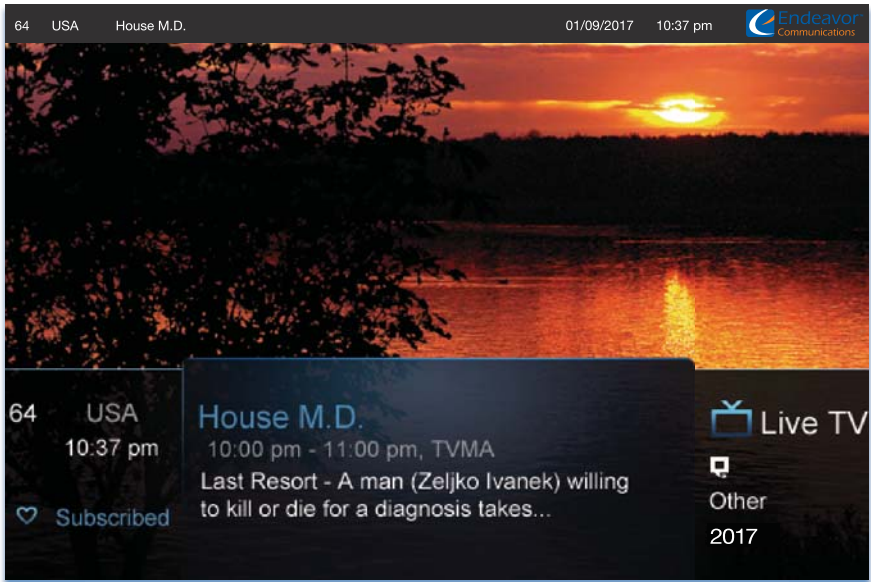 64 USA House M.D. 01/09/2017 10:37 pm Endeavor
Communications
64 USA
10:37 pm
Subscribed
House M.D.
10:00 pm - 11:00 pm, TVMA
Last Resort - A man (Zeljko Ivanek) willing
to kill or die for a diagnosis takes...
Live TV
Other
2017